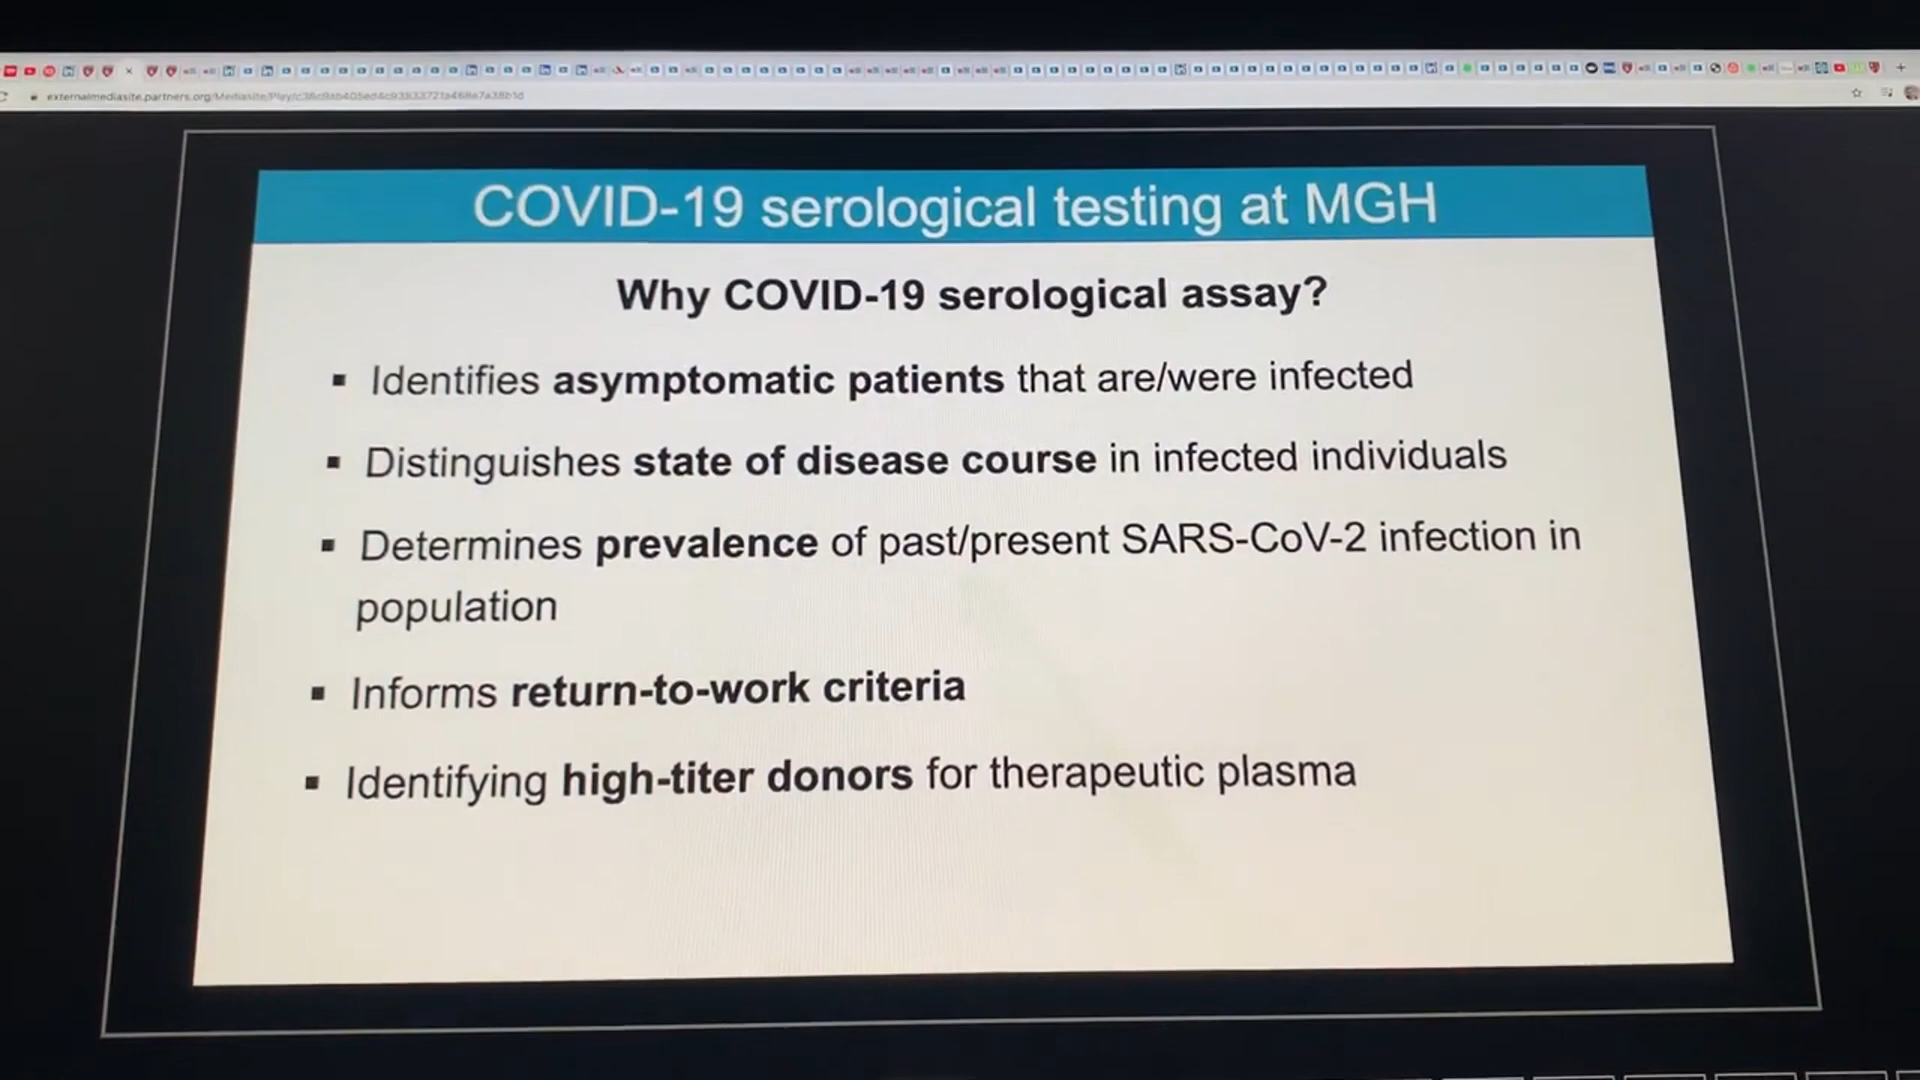 COVID-19 serological testing at MGH
Why COVID-19 serological assay?
▪ Identifies asymptomatic patients that are/were infected
▪ Distinguishes state of disease course in infected individuals
▪ Determines prevalence of past/present SARS-CoV-2 infection in
population
▪ Informs return-to-work criteria
▪ Identifying high-titer donors for therapeutic plasma